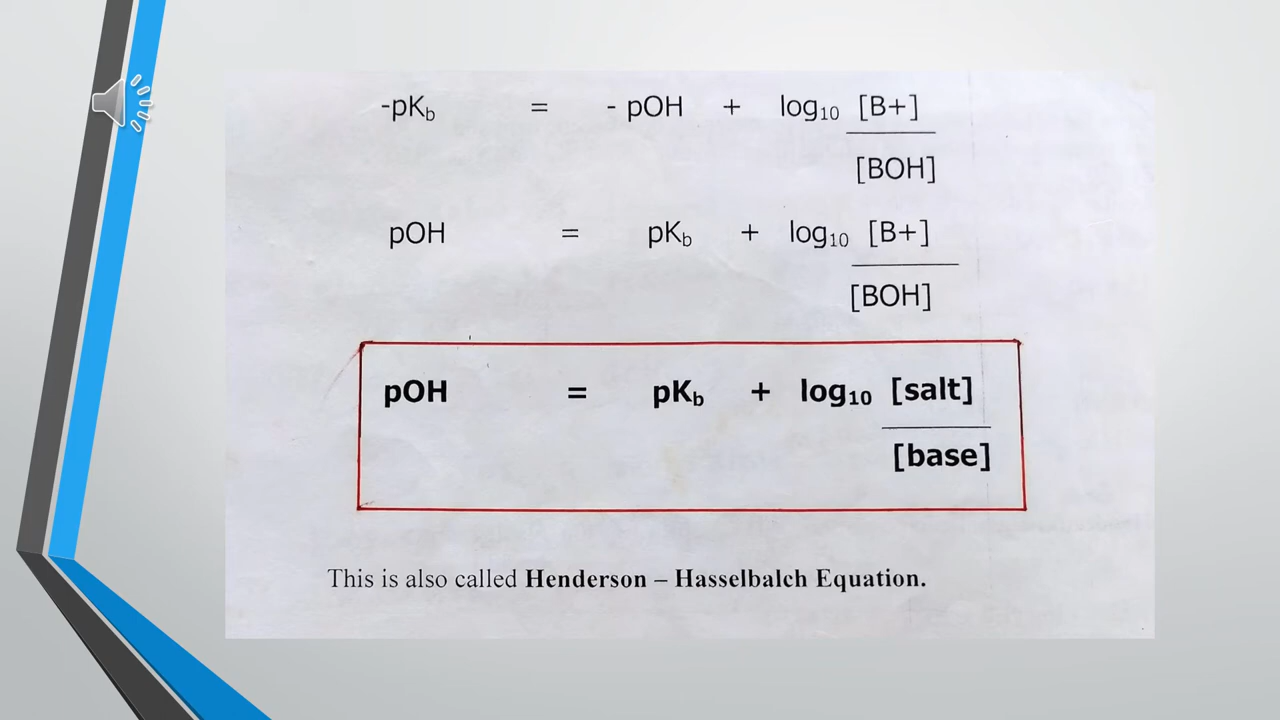 -pKb = - pOH + log10 [B+]
[BOH]
pOH = pKb + log10 [B+]
[BOH]
pOH = pKb + log10 [salt]
[base]
This is also called Henderson – Hasselbalch Equation.